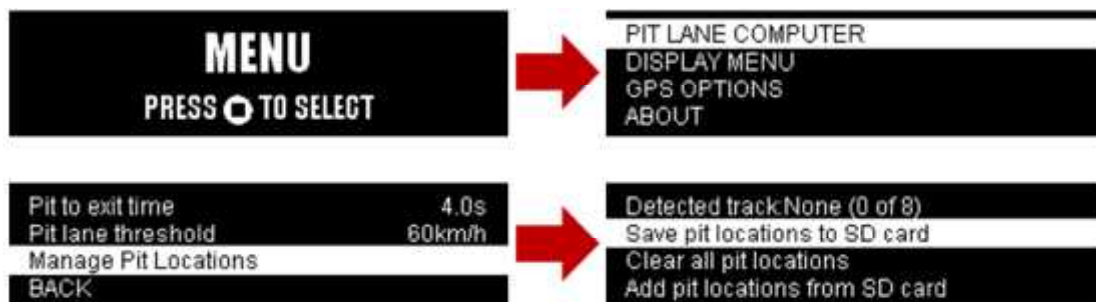 MENU
PRESS TO SELECT
PIT LANE COMPUTER
DISPLAY MENU
GPS OPTIONS
ABOUT
Pit to exit time 4.0s
Pit lane threshold 60km/h
Manage Pit Locations
BACK
Detected track:None (0 of 8)
Save pit locations to SD card
Clear all pit locations
Add pit locations from SD card